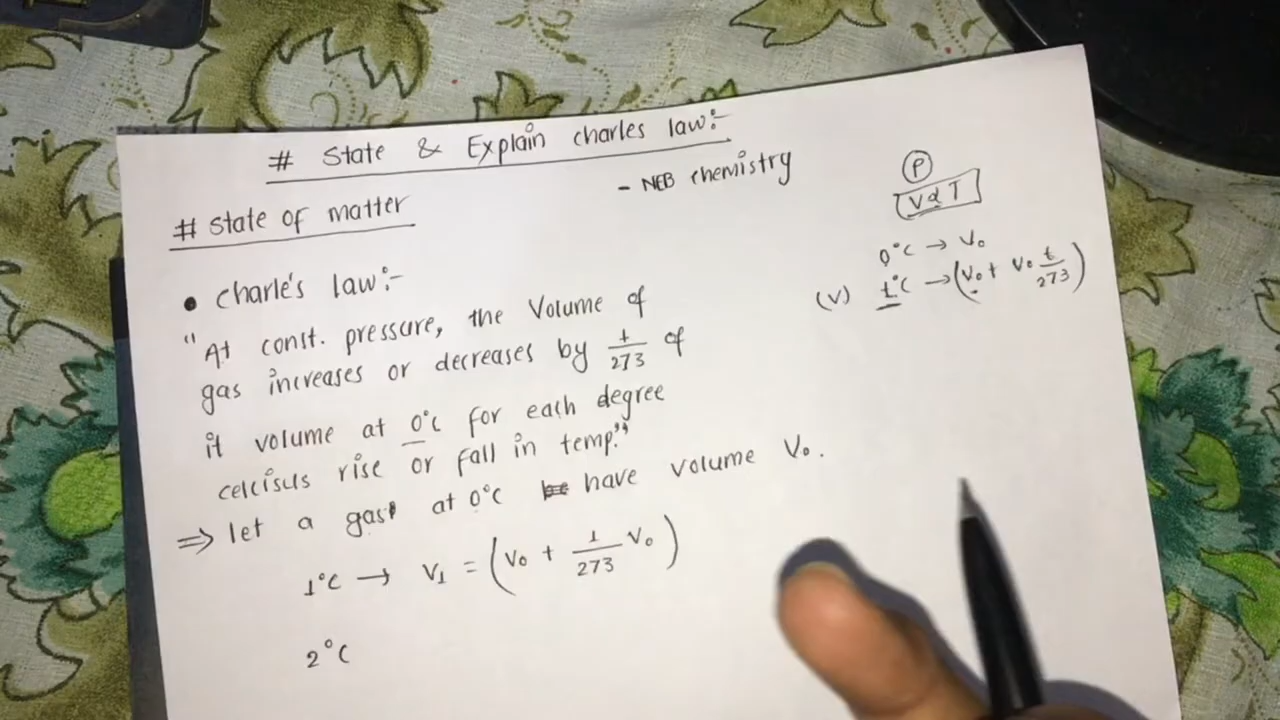 # State & Explain charles law:-
- NEB chemistry
# state of matter
P
V α T
0°C → V₀
(V) t°C → (V₀ + V₀ t/273)
• Charle's law:-
"At const. pressure, the Volume of
gas increases or decreases by 1/273 of
it volume at 0°C for each degree
celcisus rise or fall in temp."
⇒ let a gas at 0°C have volume V₀.
1°C → V₁ = (V₀ + 1/273 V₀)
2°C